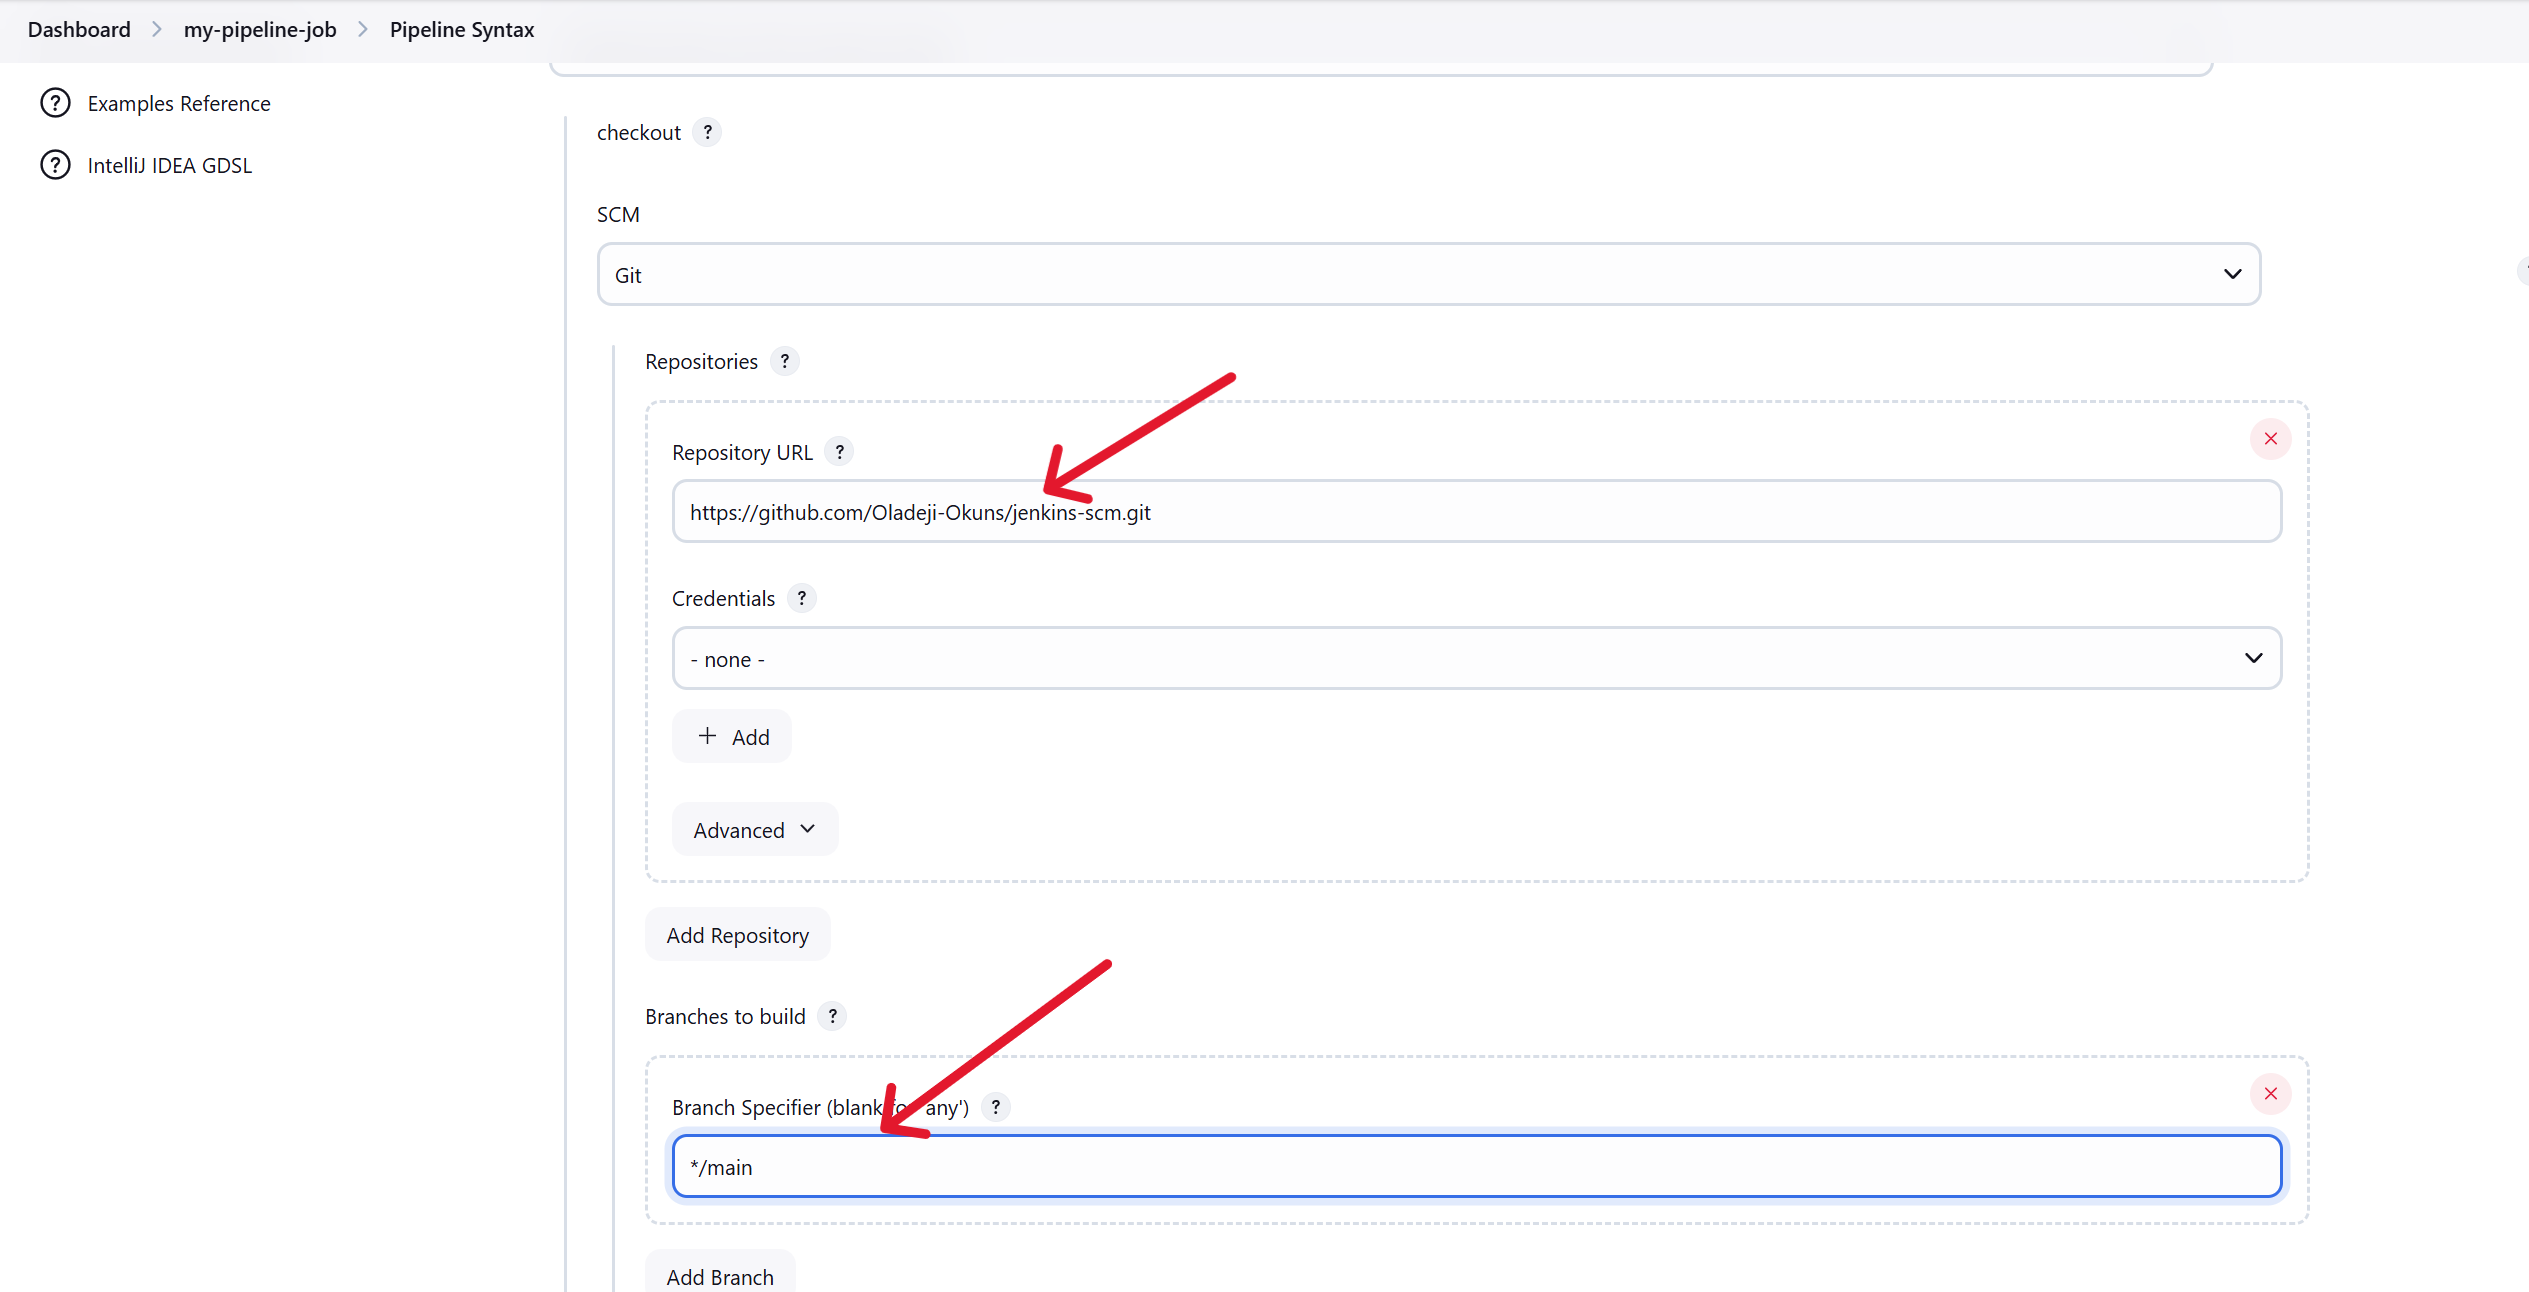 Dashboard > my-pipeline-job > Pipeline Syntax
? Examples Reference
? IntelliJ IDEA GDSL
checkout ?
SCM
Git
Repositories ?
Repository URL ?
https://github.com/Oladeji-Okuns/jenkins-scm.git
Credentials ?
- none -
+ Add
Advanced
Add Repository
Branches to build ?
Branch Specifier (blank any') ?
*/main
Add Branch